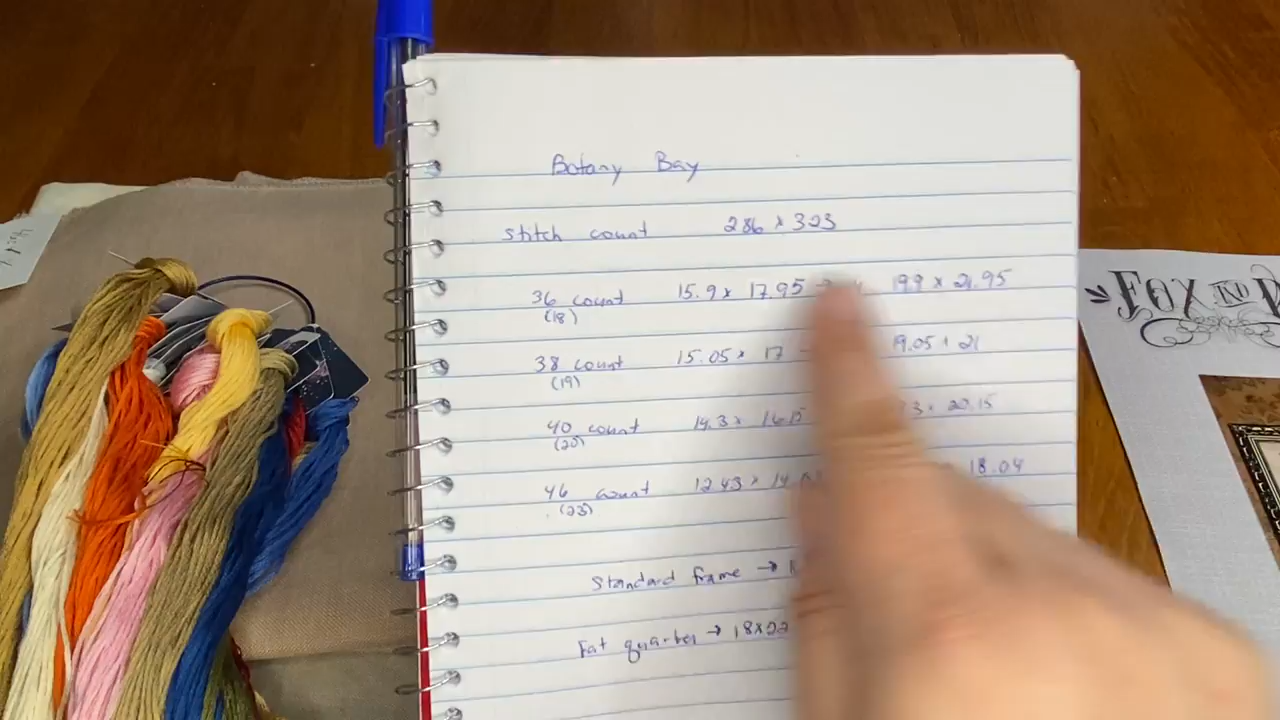 Botany Bay
stitch count 286 x 323
36 count 15.9 x 17.95 19.9 x 21.95
(18)
38 count 15.05 x 17 19.05 + 21
(19)
40 count 14.3 x 16.15 x 20.15
(20)
46 count 12.43 x 18.04
(23)
Standard frame →
Fat quarter → 18x22
FOX AND